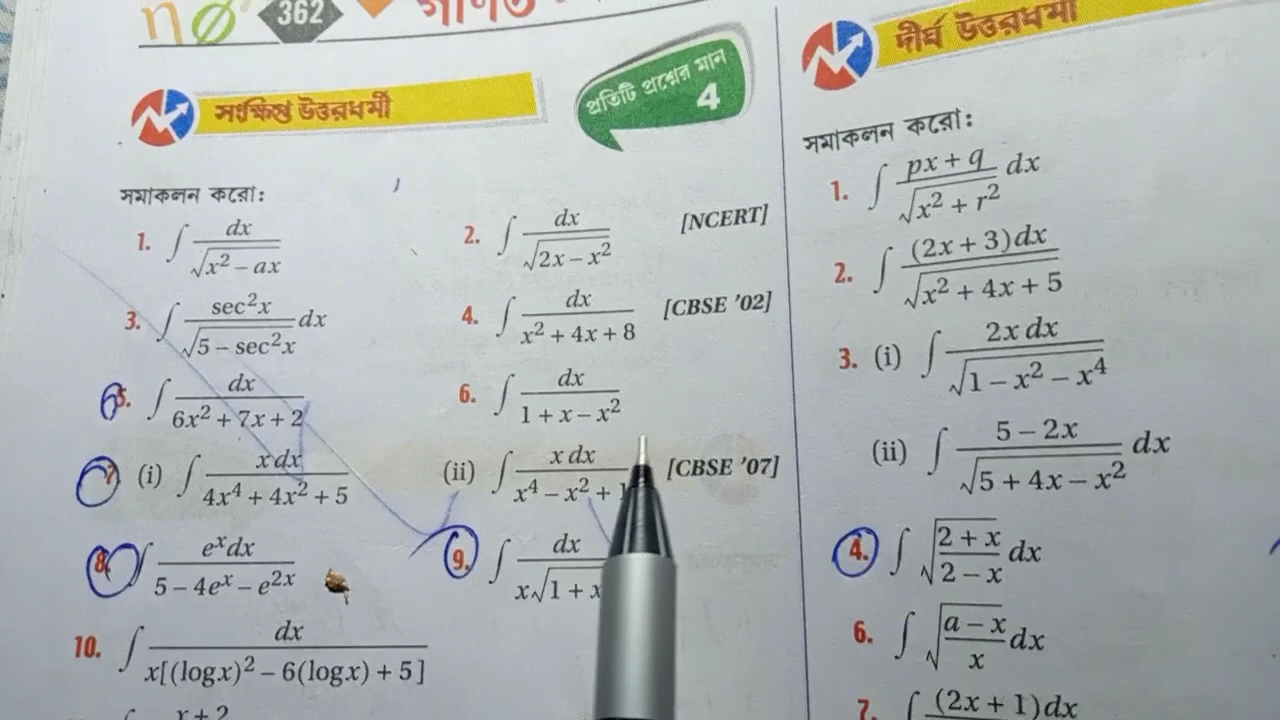 362
গণিত
সংক্ষিপ্ত উত্তরধর্মী
প্রতিটি প্রশ্নের মান
4
সমাকলন করো:
1. ∫ dx / √(x² – ax)
2. ∫ dx / √(2x – x²) [NCERT]
3. ∫ sec²x / √(5 – sec²x) dx
4. ∫ dx / (x² + 4x + 8) [CBSE '02]
5. ∫ dx / (6x² + 7x + 2)
6. ∫ dx / (1 + x – x²)
7. (i) ∫ x dx / (4x⁴ + 4x² + 5)
(ii) ∫ x dx / (x⁴ – x² + 1 [CBSE '07]
8. ∫ eˣdx / (5 – 4eˣ – e²ˣ)
9. ∫ dx / x√(1 + x
10. ∫ dx / x[(logx)² – 6(logx) + 5]
x + 2
দীর্ঘ উত্তরধর্মী
সমাকলন করো:
1. ∫ (px + q) / √(x² + r²) dx
2. ∫ (2x + 3)dx / √(x² + 4x + 5)
3. (i) ∫ 2x dx / √(1 – x² – x⁴)
(ii) ∫ (5 – 2x) / √(5 + 4x – x²) dx
4. ∫ √((2 + x) / (2 – x)) dx
6. ∫ √((a – x) / x) dx
7. ∫ (2x + 1)dx